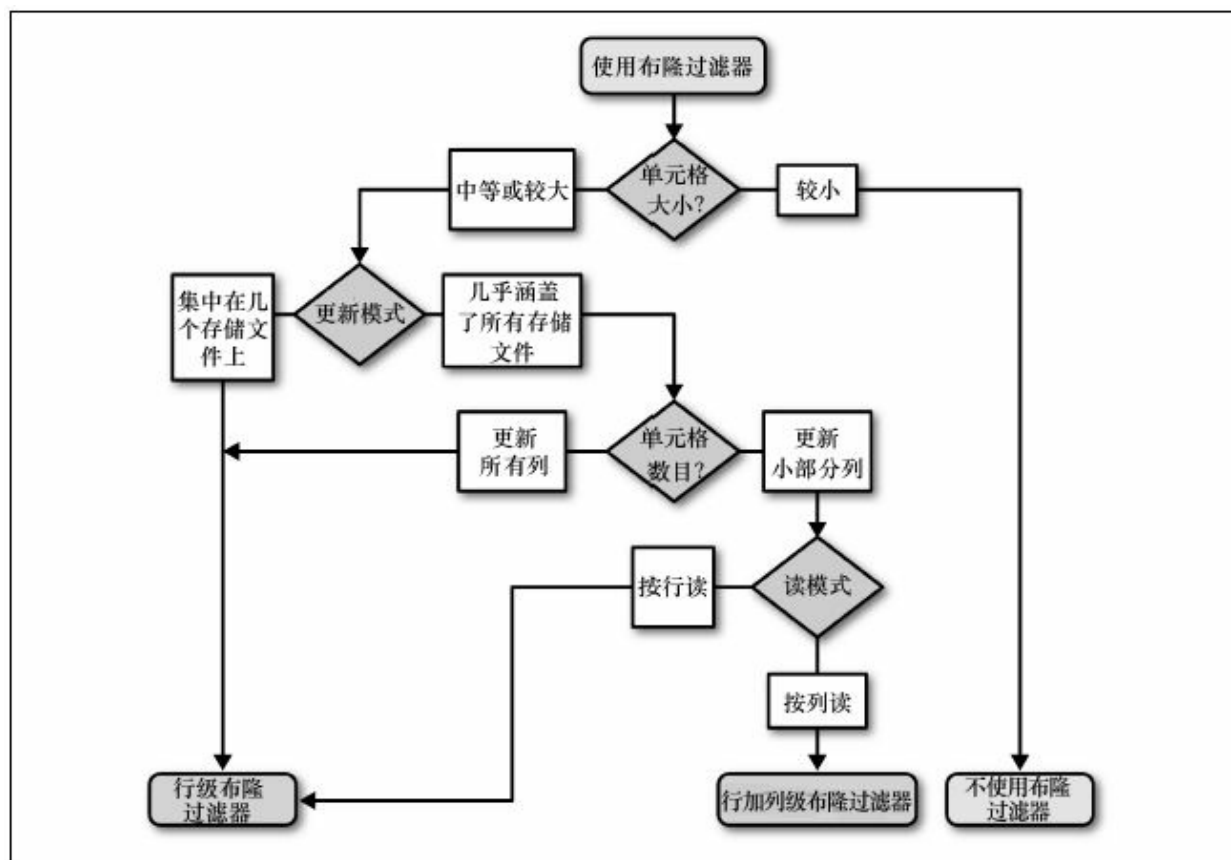 使用布隆过滤器
中等或较大
单元格
大小?
较小
集中在几
个存储文
件上
更新模式
几乎涵盖
了所有存储
文件
更新
所有列
单元格
数目?
更新
小部分列
按行读
读模式
按列读
行级布隆
过滤器
行加列级布隆过滤器
不使用布隆
过滤器